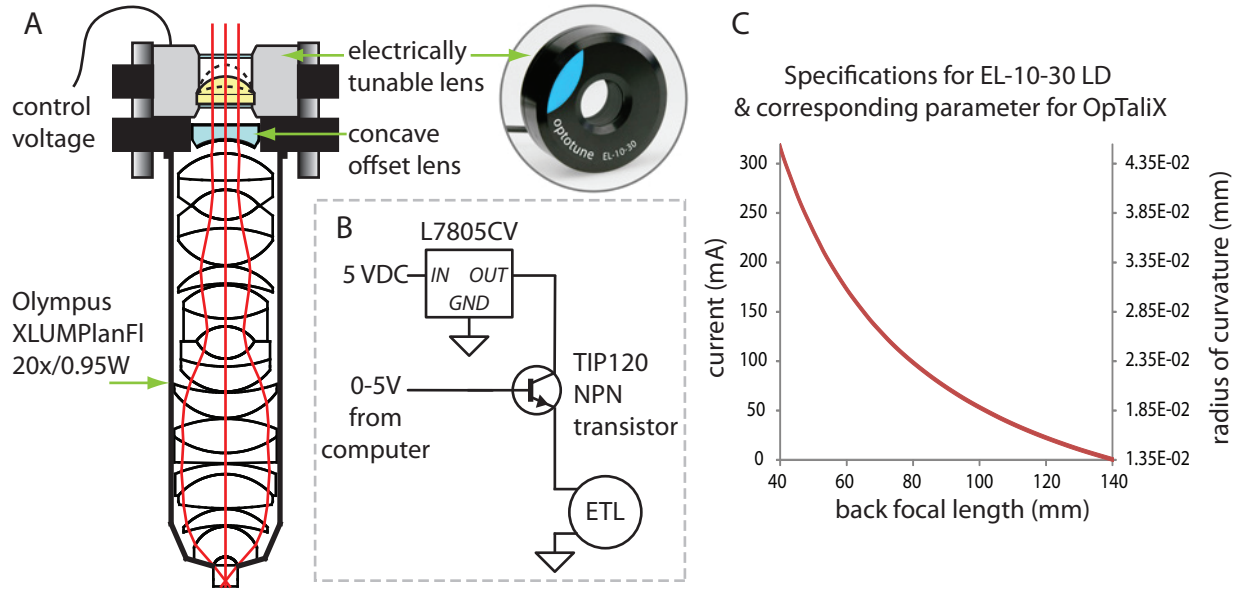 A
control
voltage
electrically
tunable lens
concave
offset lens
optotune EL-10-30
Olympus
XLUMPlanFl
20x/0.95W
B
L7805CV
5 VDC
IN OUT
GND
0-5V
from
computer
TIP120
NPN
transistor
ETL
C
Specifications for EL-10-30 LD
& corresponding parameter for OpTaliX
current (mA)
300
250
200
150
100
50
0
4.35E-02
3.85E-02
3.35E-02
2.85E-02
2.35E-02
1.85E-02
1.35E-02
radius of curvature (mm)
40 60 80 100 120 140
back focal length (mm)